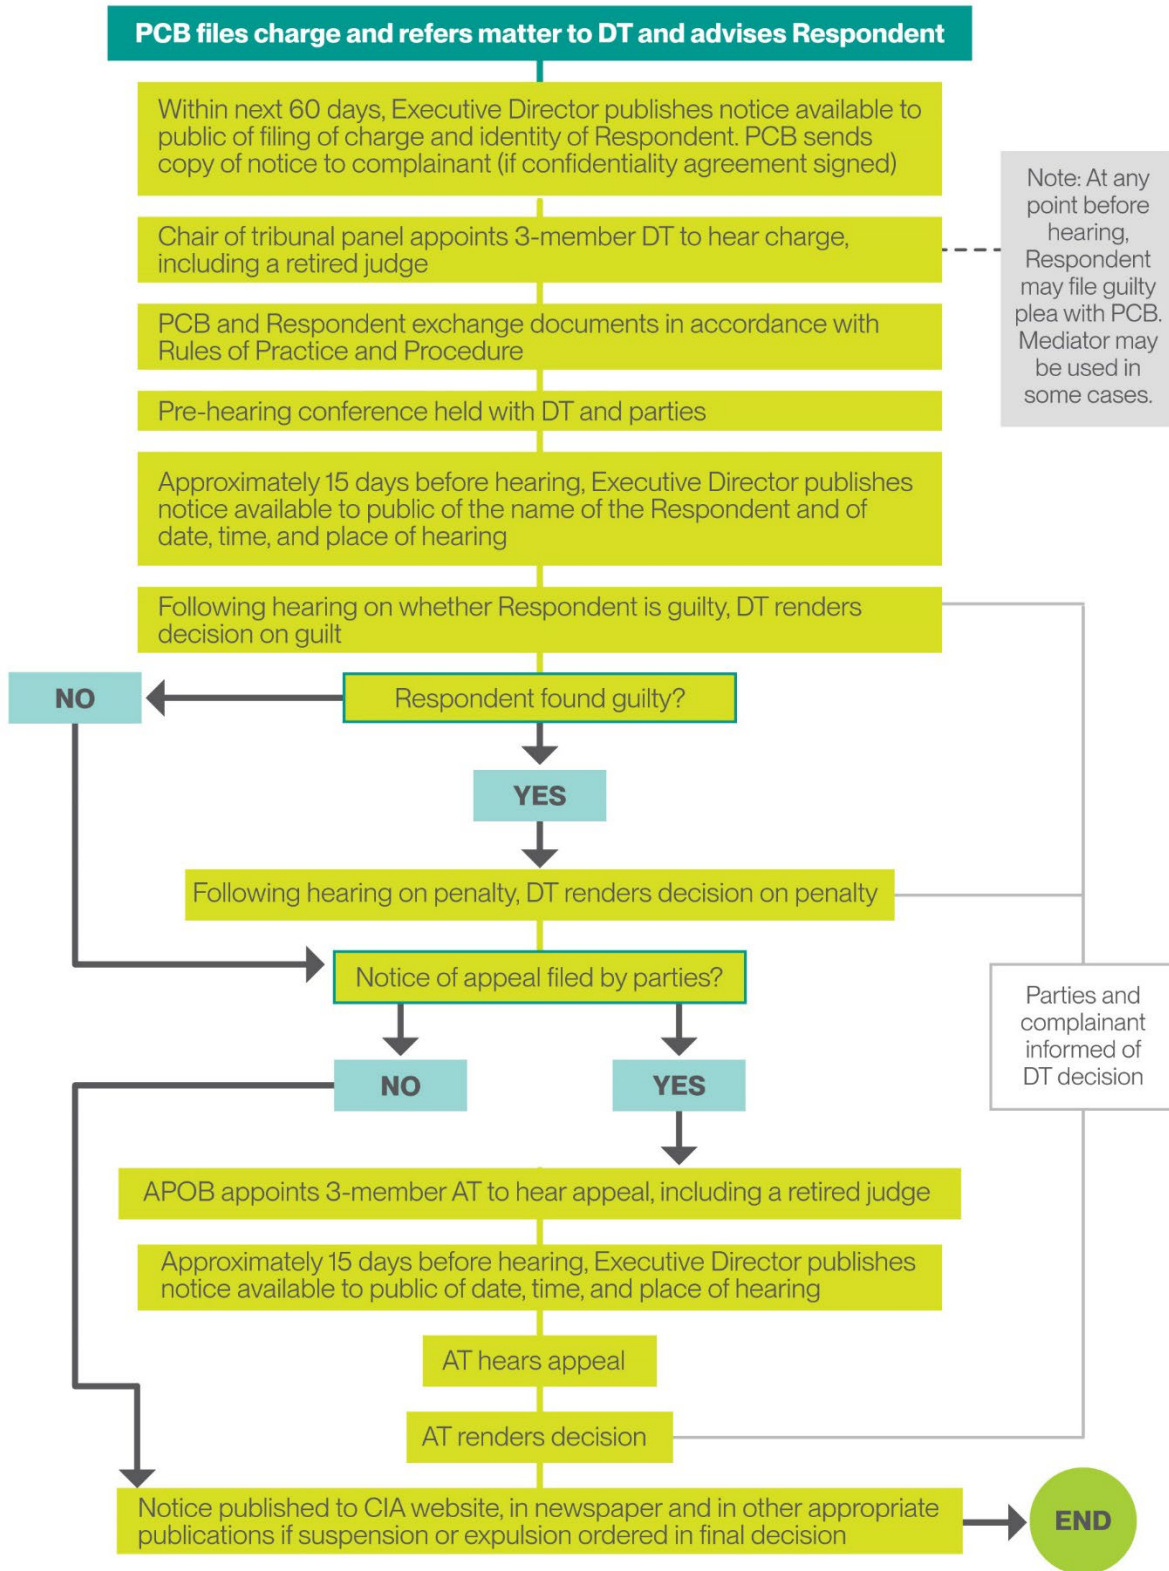 PCB files charge and refers matter to DT and advises Respondent
Within next 60 days, Executive Director publishes notice available to
public of filing of charge and identity of Respondent. PCB sends
copy of notice to complainant (if confidentiality agreement signed)
Note: At any
point before
hearing,
Respondent
may file guilty
plea with PCB.
Mediator may
be used in
some cases.
Chair of tribunal panel appoints 3-member DT to hear charge,
including a retired judge
PCB and Respondent exchange documents in accordance with
Rules of Practice and Procedure
Pre-hearing conference held with DT and parties
Approximately 15 days before hearing, Executive Director publishes
notice available to public of the name of the Respondent and of
date, time, and place of hearing
Following hearing on whether Respondent is guilty, DT renders
decision on guilt
Respondent found guilty?
NO
YES
Following hearing on penalty, DT renders decision on penalty
Notice of appeal filed by parties?
Parties and
complainant
informed of
DT decision
NO
YES
APOB appoints 3-member AT to hear appeal, including a retired judge
Approximately 15 days before hearing, Executive Director publishes
notice available to public of date, time, and place of hearing
AT hears appeal
AT renders decision
Notice published to CIA website, in newspaper and in other appropriate
publications if suspension or expulsion ordered in final decision
END